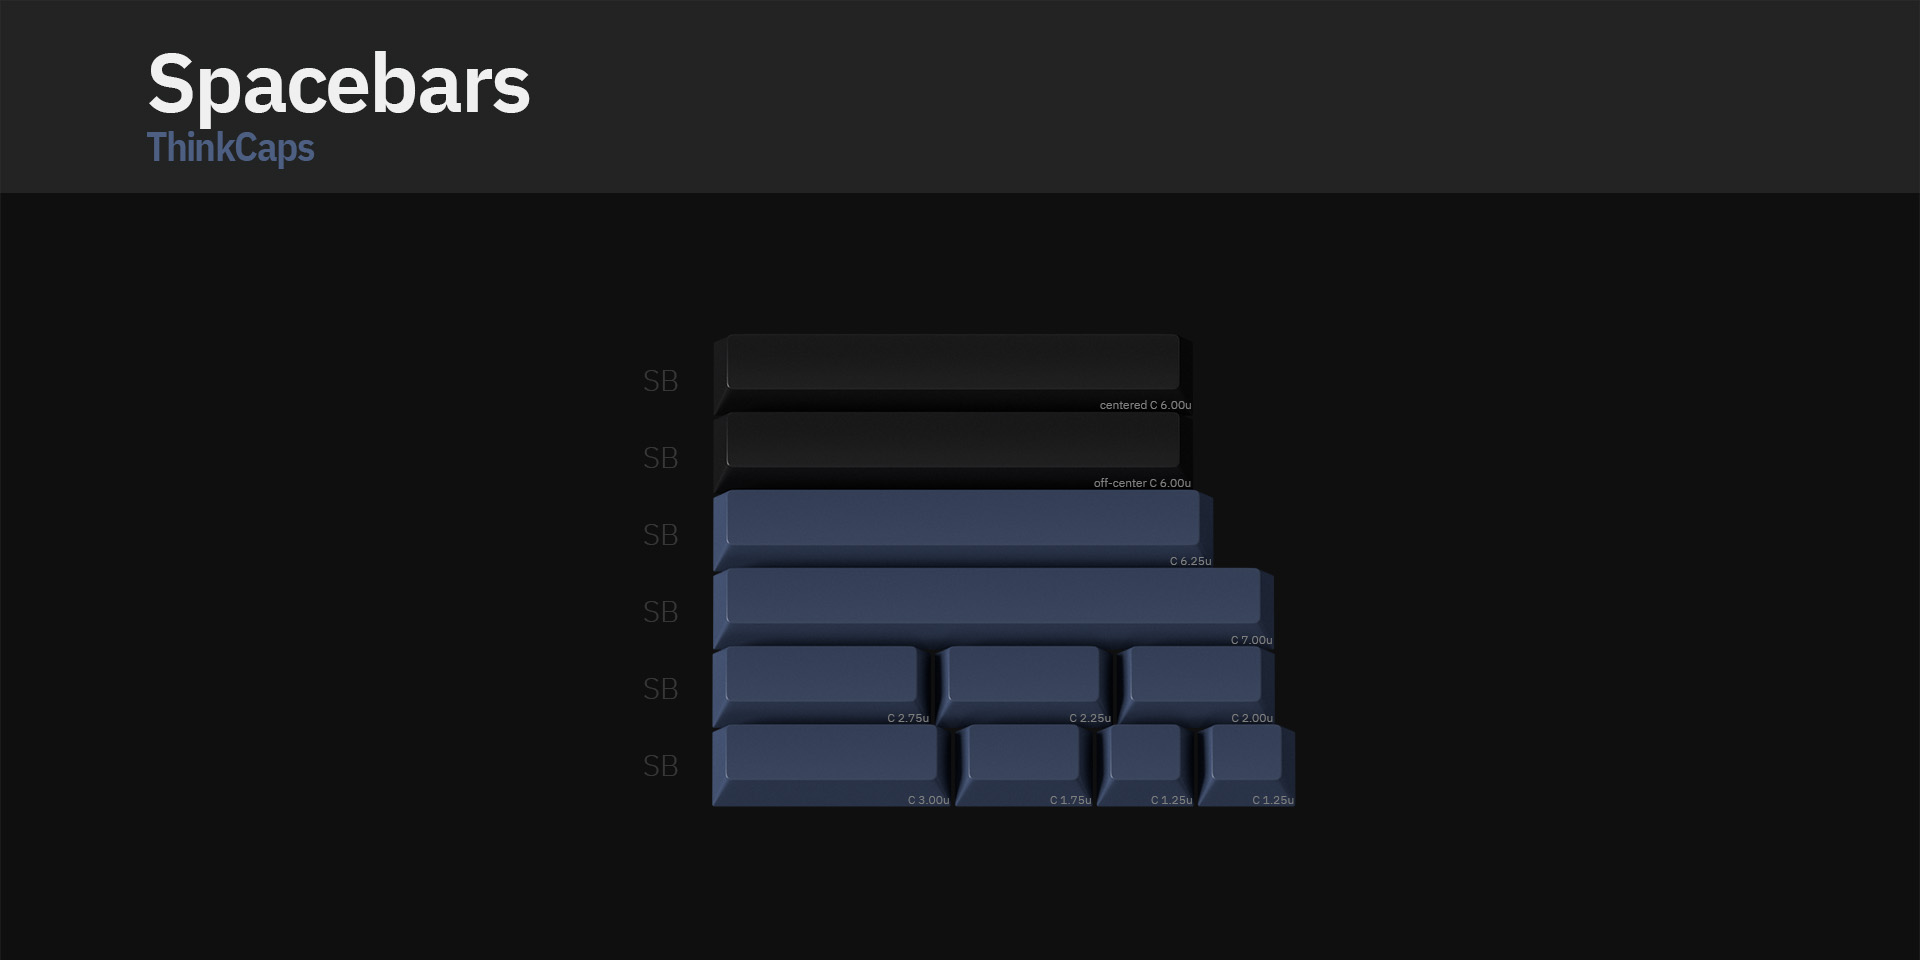 Spacebars
ThinkCaps
SB
centered C 6.00u
SB
off-center C 6.00u
SB
C 6.25u
SB
C 7.00u
SB
C 2.75u
C 2.25u
C 2.00u
SB
C 3.00u
C 1.75u
C 1.25u
C 1.25u